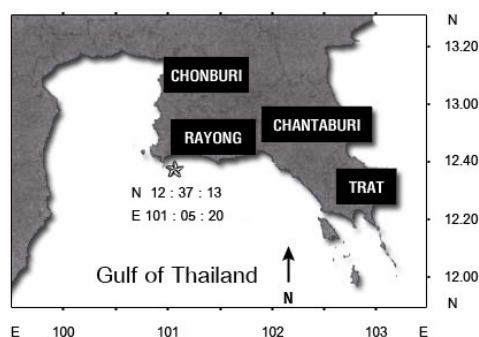 N
13.20
CHONBURI
13.00
CHANTABURI
RAYONG
12.40
TRAT
N 12 : 37 : 13
E 101 : 05 : 20
12.20
Gulf of Thailand
12.00
N
N
E 100 101 102 103 E